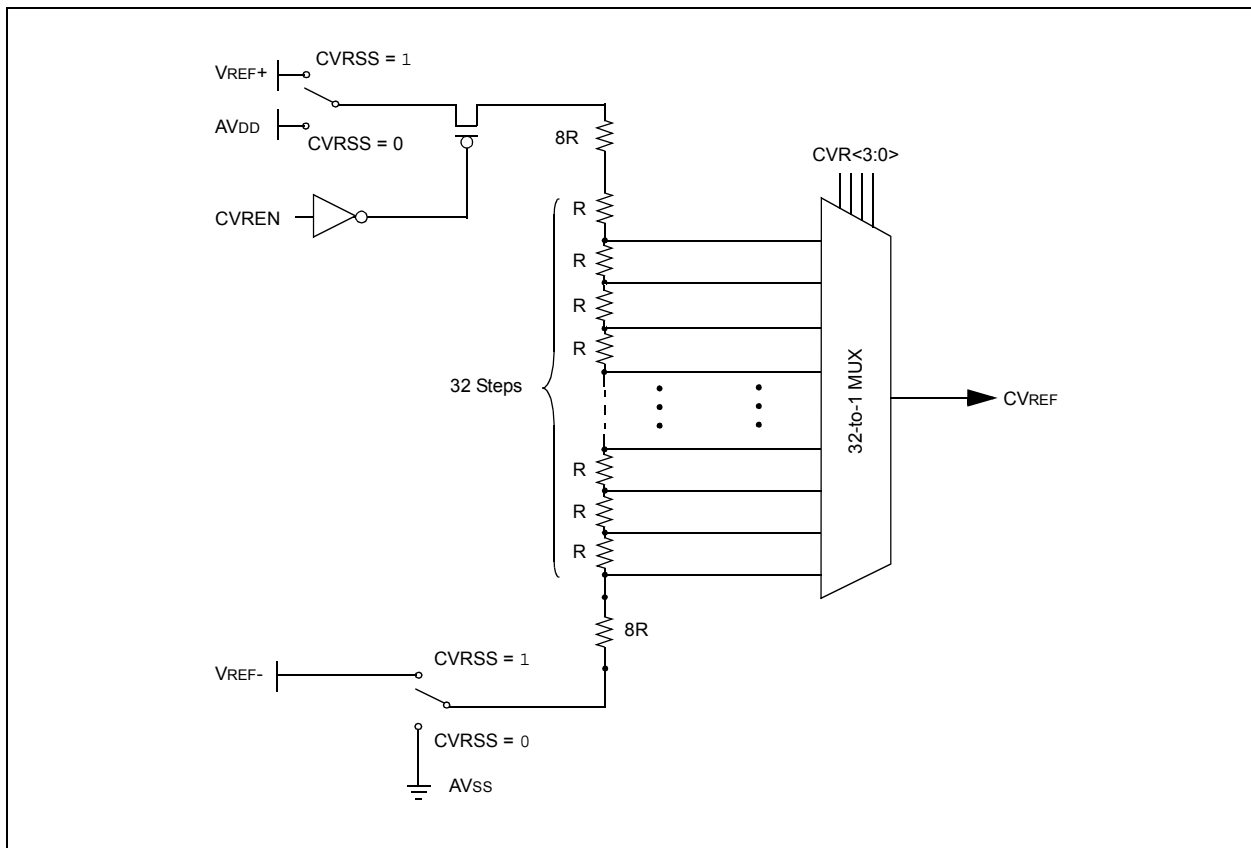 CVRSS = 1
VREF+
AVDD
CVRSS = 0
8R
CVREN
CVR<3:0>
R
R
R
R
32 Steps
32-to-1 MUX
CVREF
R
R
R
8R
CVRSS = 1
VREF-
CVRSS = 0
AVSS